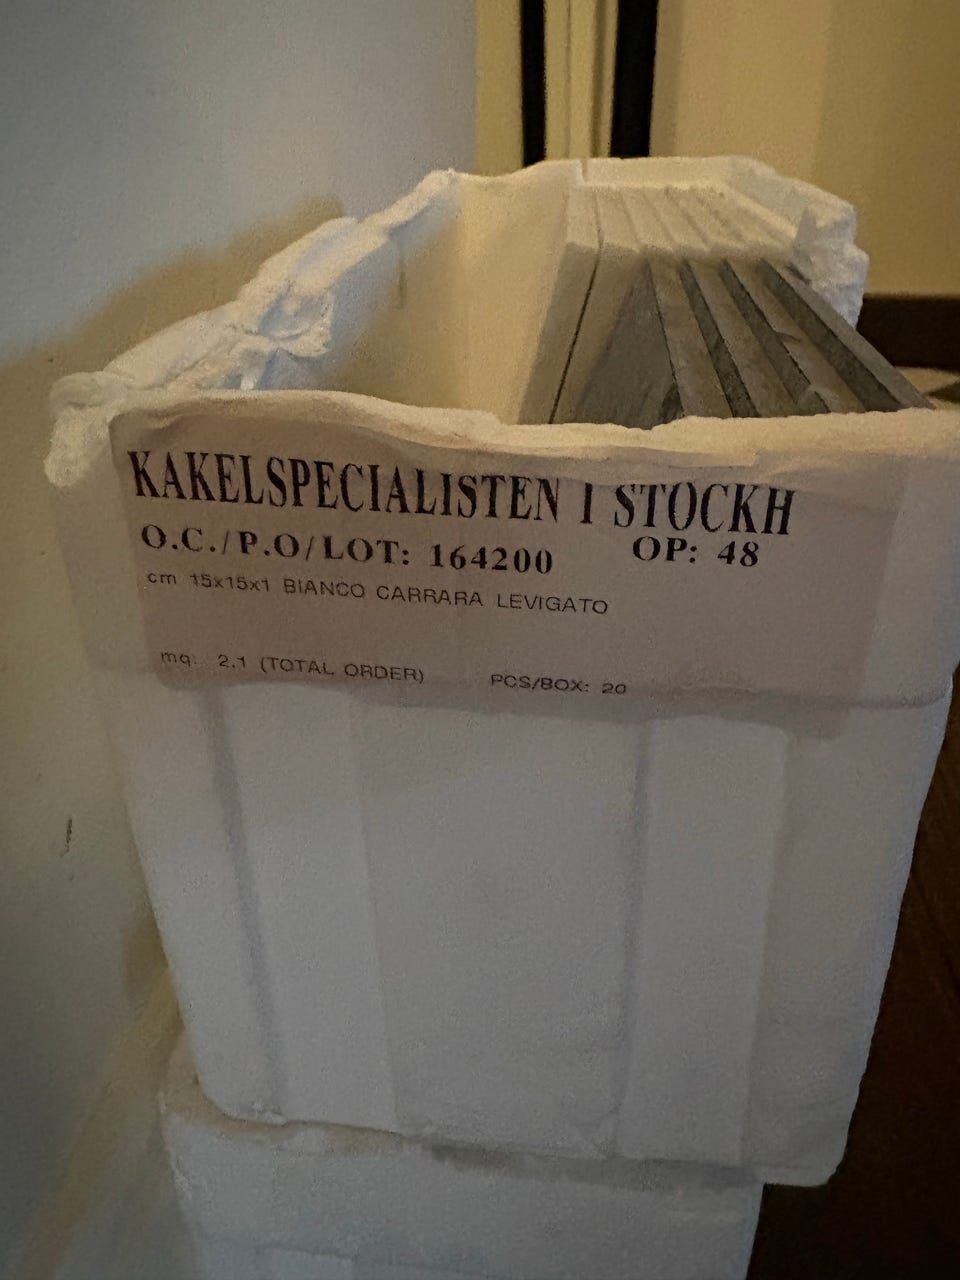 KAKELSPECIALISTEN I STOCKH
O.C./P.O/LOT: 164200 OP: 48
cm 15x15x1 BIANCO CARRARA LEVIGATO
mq: 2.1 (TOTAL ORDER) PCS/BOX: 20